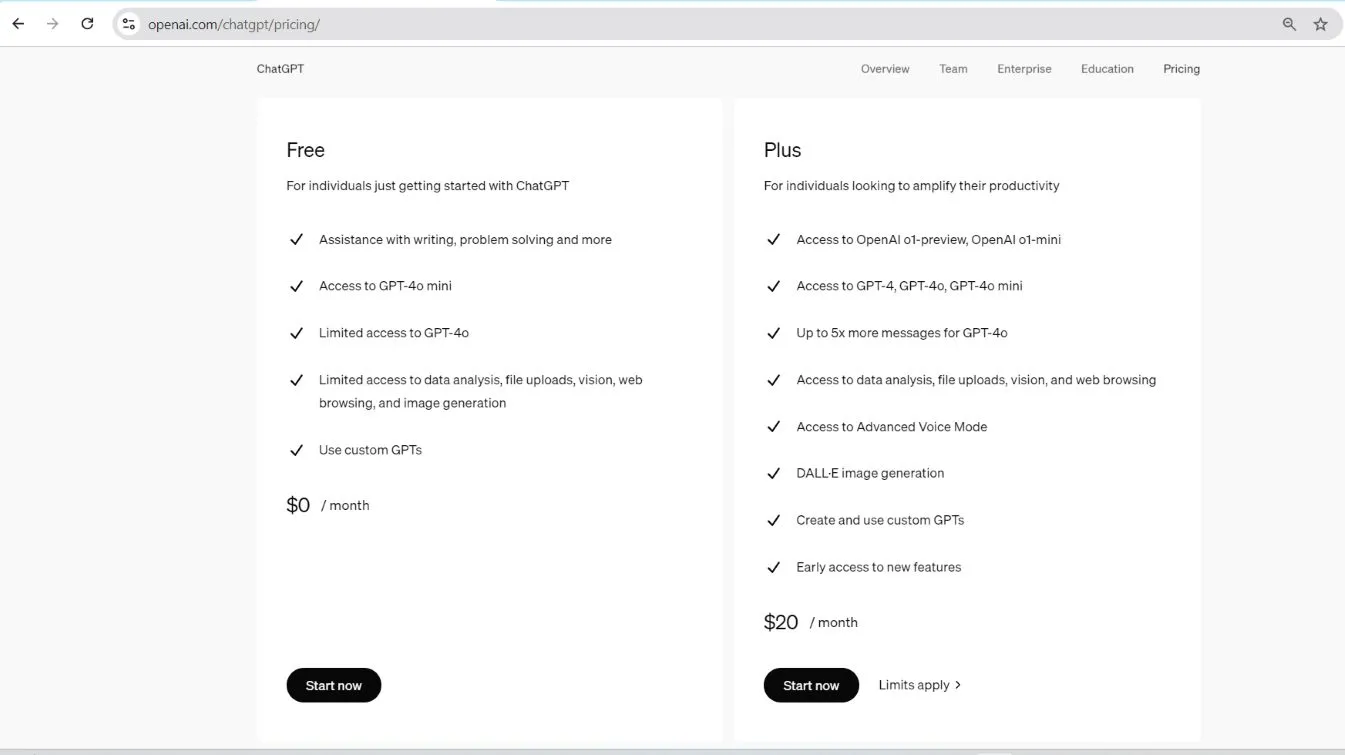 openai.com/chatgpt/pricing/
ChatGPT
Overview
Team
Enterprise
Education
Pricing
Free
For individuals just getting started with ChatGPT
Assistance with writing, problem solving and more
Access to GPT-4o mini
Limited access to GPT-4o
Limited access to data analysis, file uploads, vision, web
browsing, and image generation
Use custom GPTs
$0 / month
Start now
Plus
For individuals looking to amplify their productivity
Access to OpenAI o1-preview, OpenAI o1-mini
Access to GPT-4, GPT-4o, GPT-4o mini
Up to 5x more messages for GPT-4o
Access to data analysis, file uploads, vision, and web browsing
Access to Advanced Voice Mode
DALL·E image generation
Create and use custom GPTs
Early access to new features
$20 / month
Start now
Limits apply >